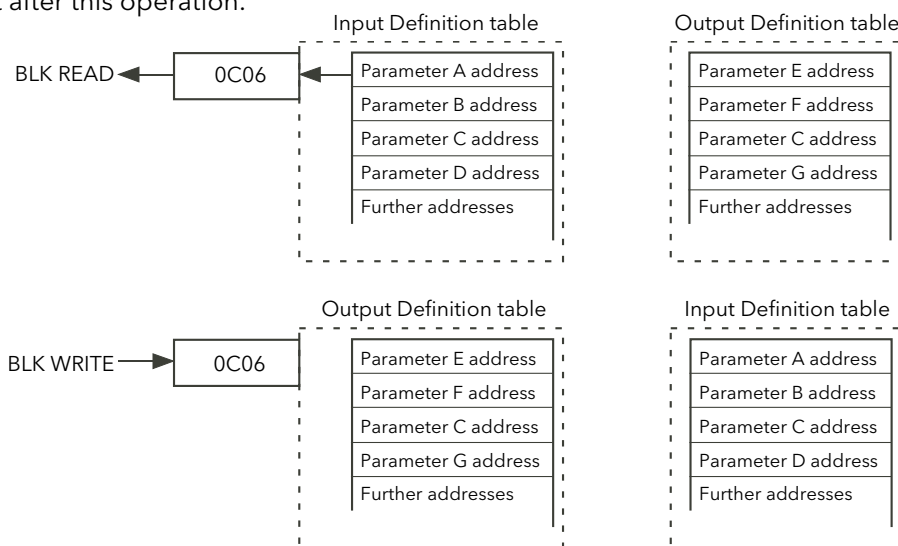 t after this operation.
Input Definition table
BLK READ
0C06
Parameter A address
Parameter B address
Parameter C address
Parameter D address
Further addresses
Output Definition table
Parameter E address
Parameter F address
Parameter C address
Parameter G address
Further addresses
Output Definition table
BLK WRITE
0C06
Parameter E address
Parameter F address
Parameter C address
Parameter G address
Further addresses
Input Definition table
Parameter A address
Parameter B address
Parameter C address
Parameter D address
Further addresses